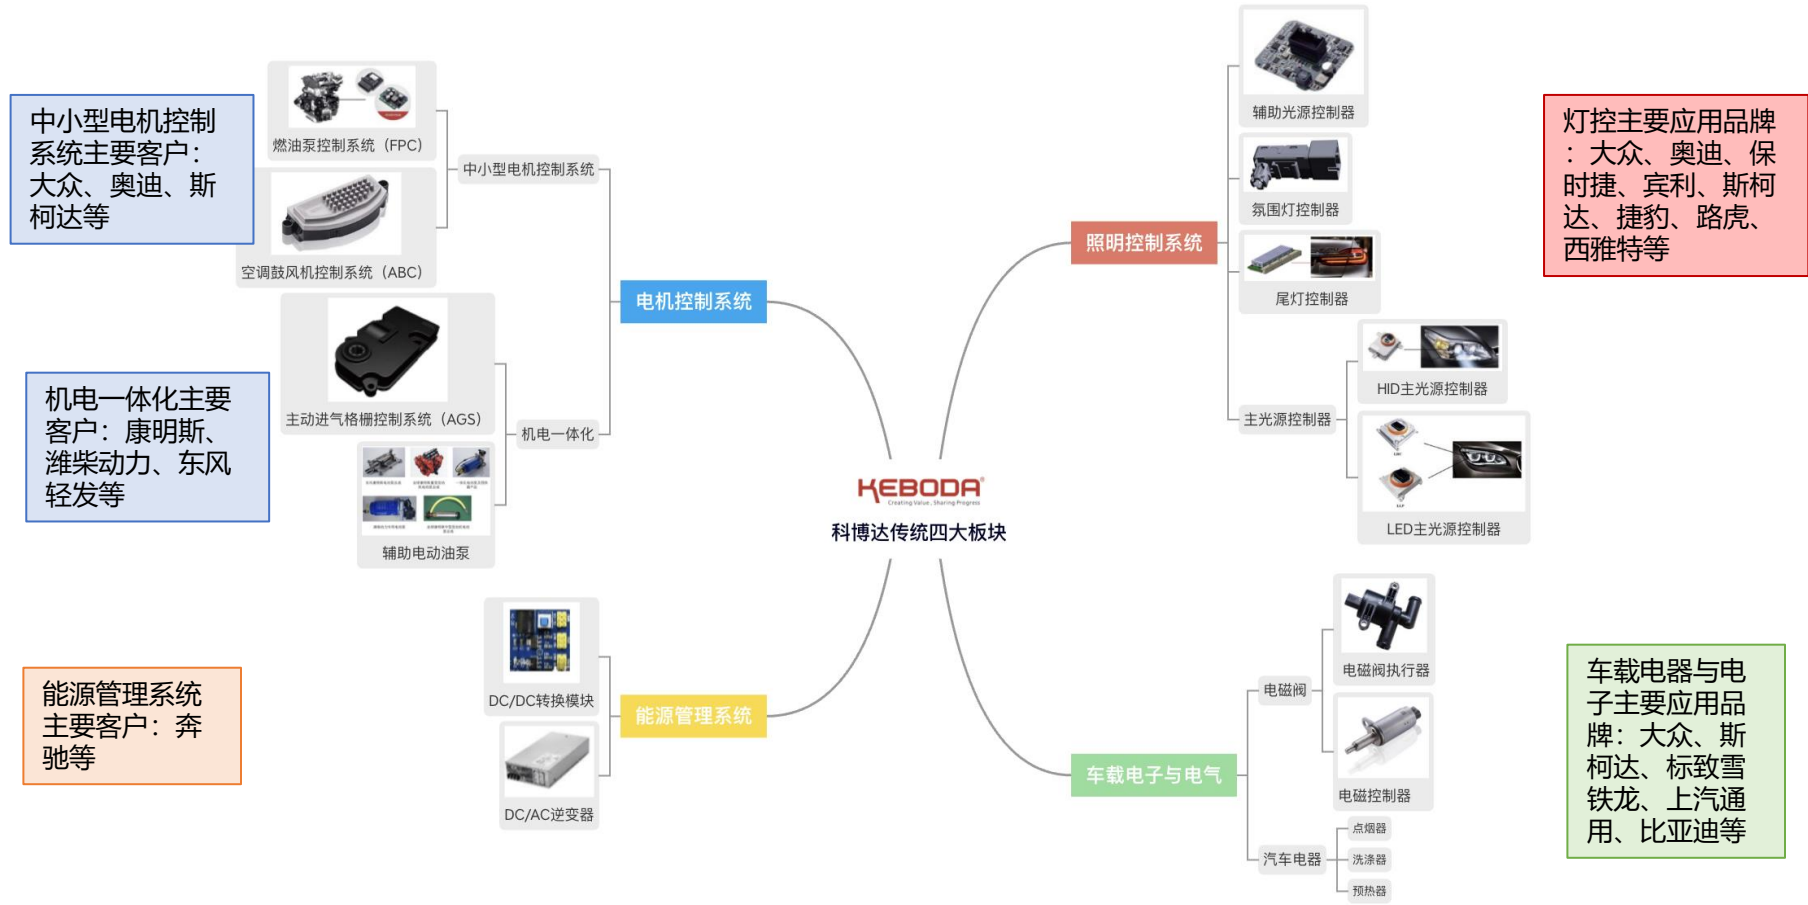 中小型电机控制
系统主要客户：
大众、奥迪、斯
柯达等
燃油泵控制系统（FPC）
空调鼓风机控制系统（ABC）
中小型电机控制系统
电机控制系统
机电一体化主要
客户：康明斯、
潍柴动力、东风
轻发等
主动进气格栅控制系统（AGS）
机电一体化
辅助电动油泵
能源管理系统
主要客户：奔
驰等
DC/DC转换模块
能源管理系统
DC/AC逆变器
KEBODA®
Creating Value , Sharing Progress
科博达传统四大板块
辅助光源控制器
氛围灯控制器
照明控制系统
尾灯控制器
HID主光源控制器
主光源控制器
LED主光源控制器
灯控主要应用品牌
：大众、奥迪、保
时捷、宾利、斯柯
达、捷豹、路虎、
西雅特等
电磁阀执行器
电磁阀
电磁控制器
车载电子与电气
点烟器
汽车电器
洗涤器
预热器
车载电器与电
子主要应用品
牌：大众、斯
柯达、标致雪
铁龙、上汽通
用、比亚迪等